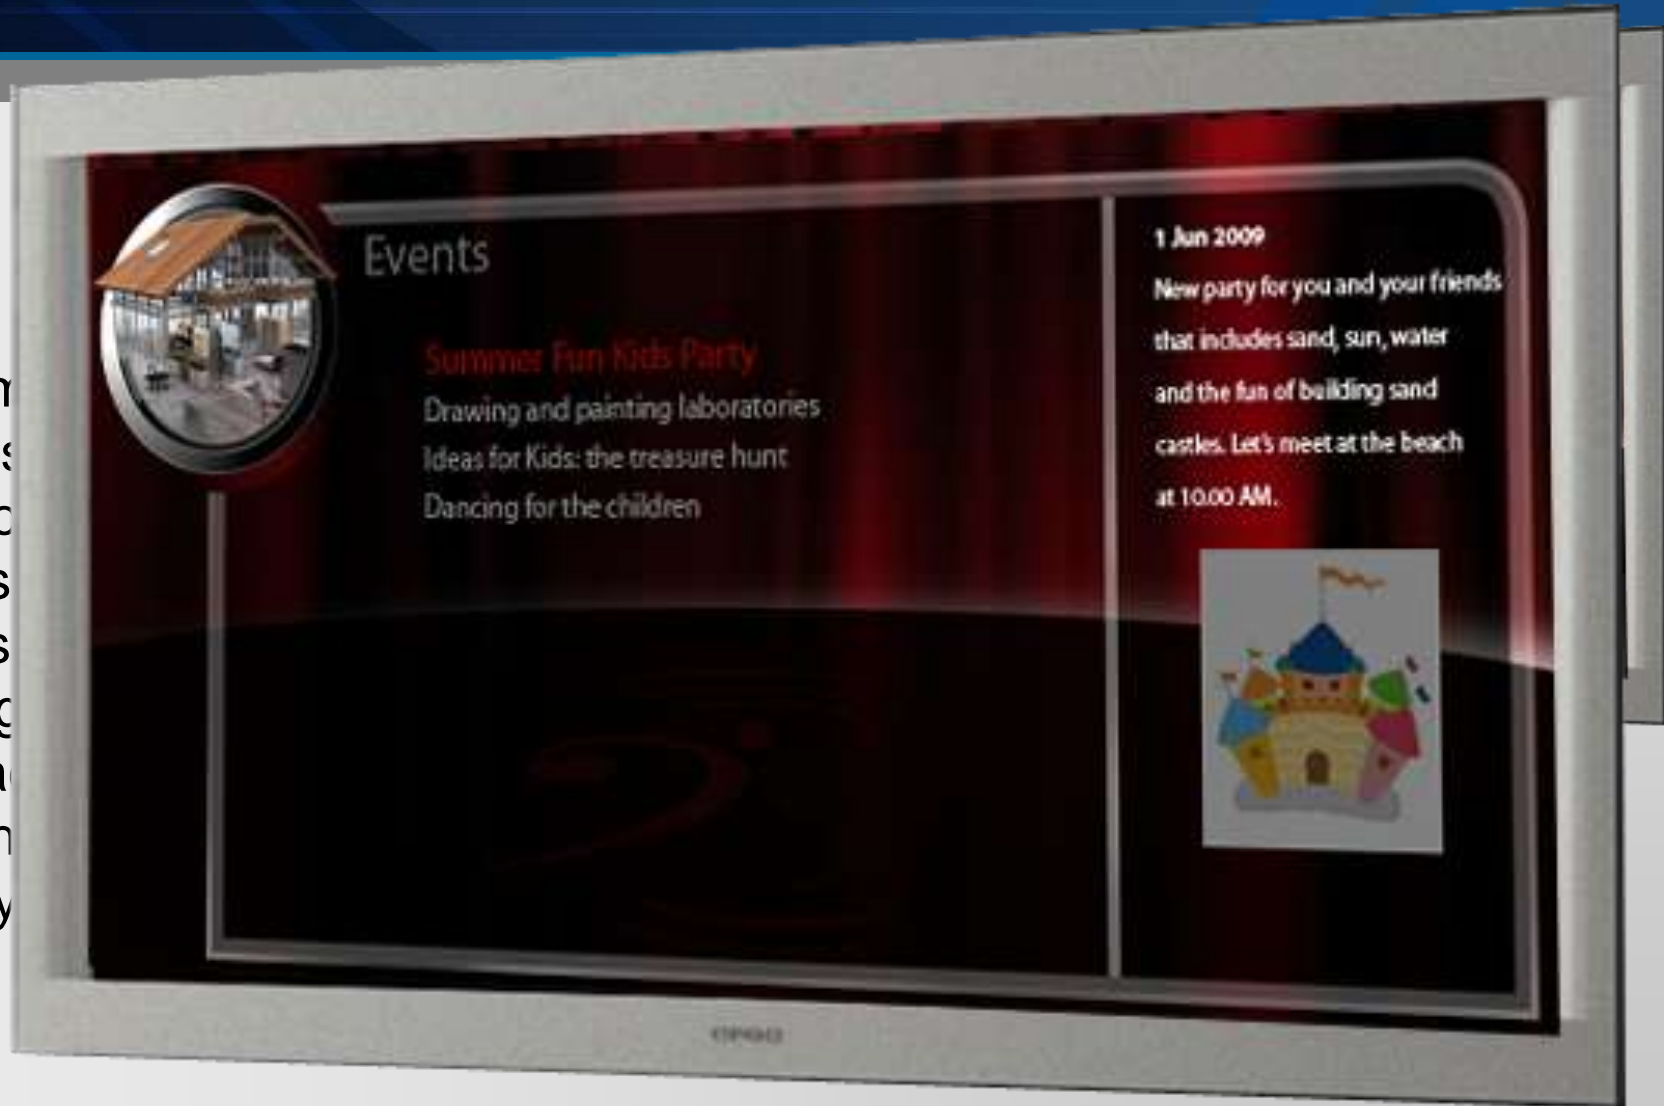 Events
Summer Fun Kids Party
Drawing and painting laboratories
Ideas for Kids: the treasure hunt
Dancing for the children
1 Jun 2009
New party for you and your friends
that includes sand, sun, water
and the fun of building sand
castles. Let's meet at the beach
at 10.00 AM.